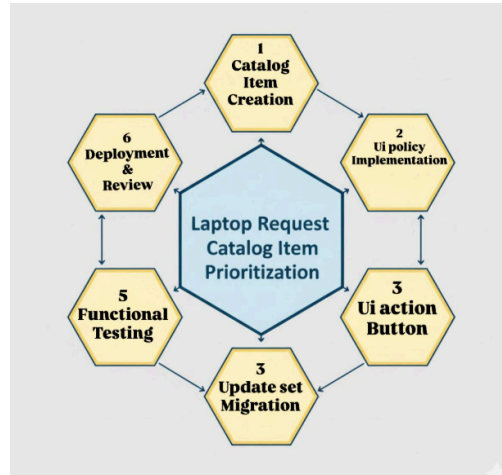 1
Catalog
Item
Creation
2
Ui policy
Implementation
3
Ui action
Button
3
Update set
Migration
5
Functional
Testing
6
Deployment
&
Review
Laptop Request
Catalog Item
Prioritization